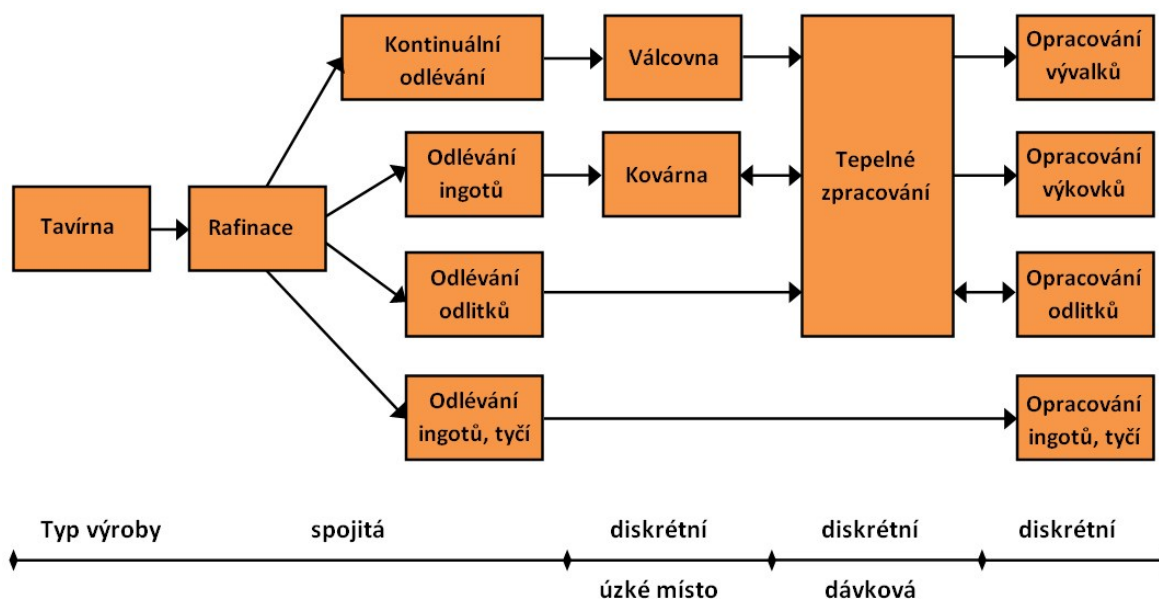 Kontinuální
odlévání
Válcovna
Opracování
vývalků
Odlévání
ingotů
Kovárna
Tepelné
zpracování
Opracování
výkovků
Tavírna
Rafinace
Odlévání
odlitků
Opracování
odlitků
Odlévání
ingotů, tyčí
Opracování
ingotů, tyčí
Typ výroby
spojitá
diskrétní
diskrétní
diskrétní
úzké místo
dávková